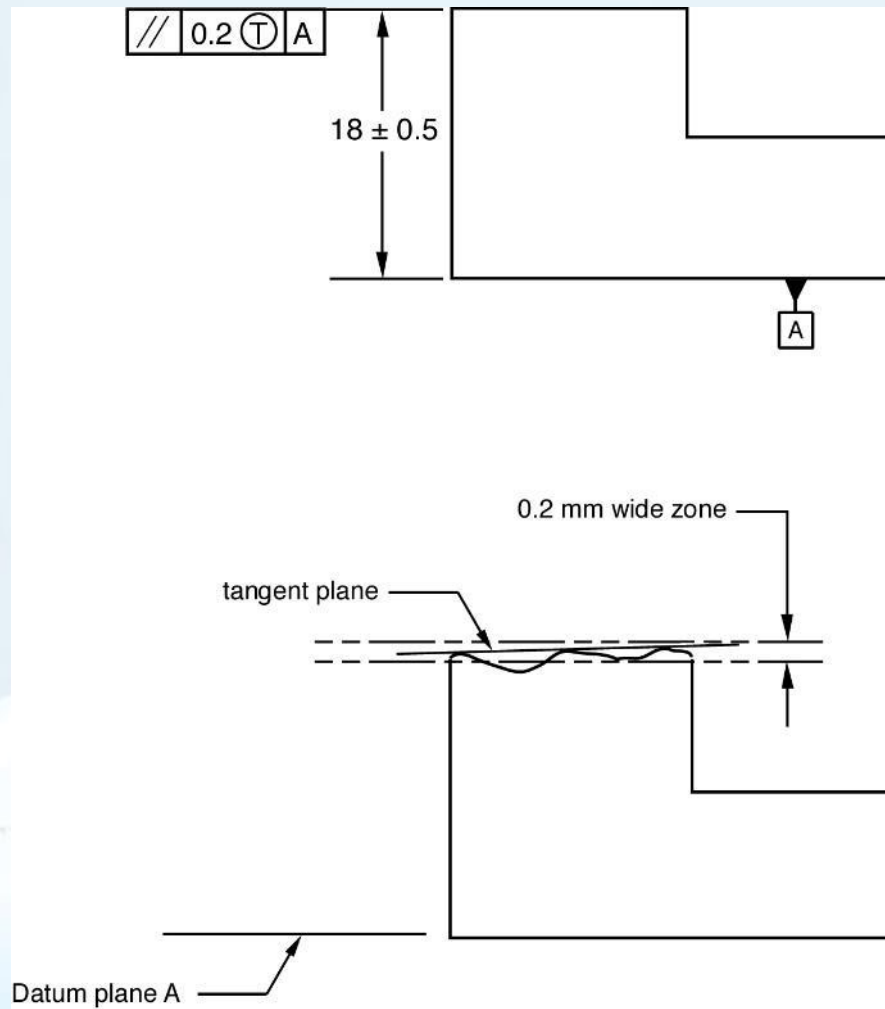 // 0.2 Ⓣ A
18 ± 0.5
A
0.2 mm wide zone
tangent plane
Datum plane A